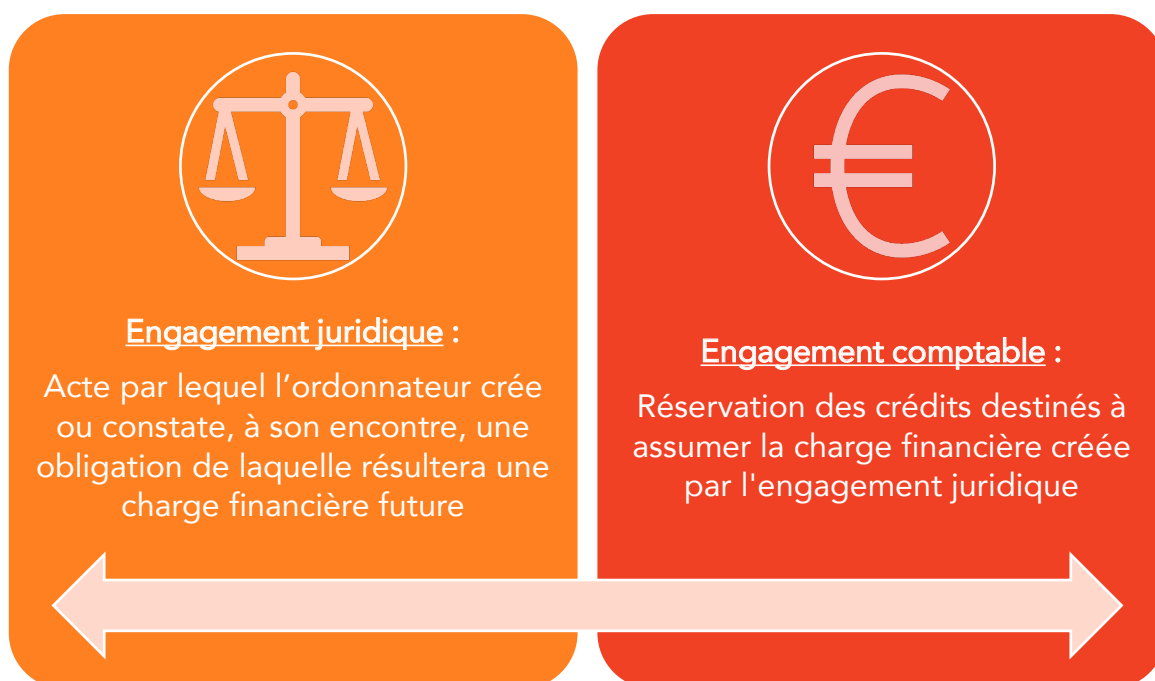 Engagement juridique :
Acte par lequel l’ordonnateur crée
ou constate, à son encontre, une
obligation de laquelle résultera une
charge financière future
Engagement comptable :
Réservation des crédits destinés à
assumer la charge financière créée
par l'engagement juridique